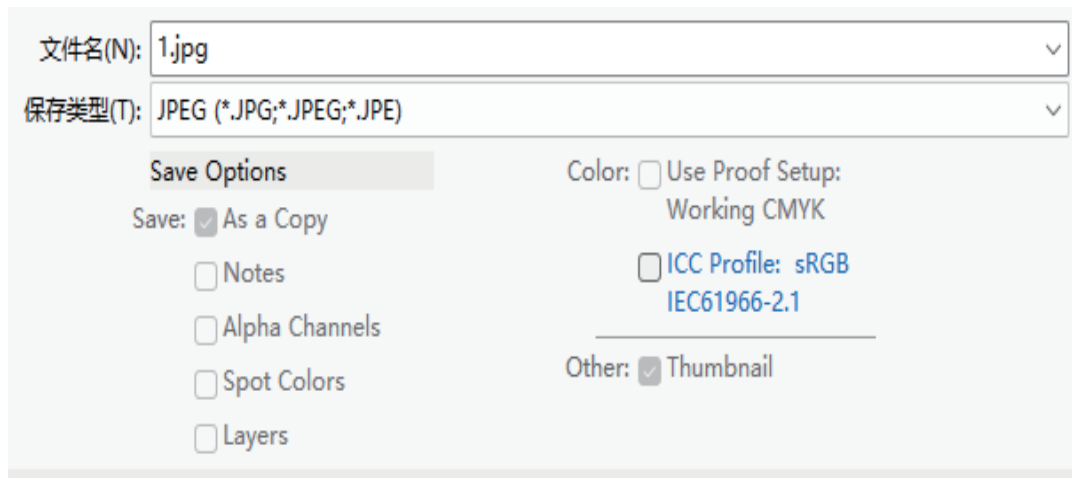 文件名(N): 1.jpg
保存类型(T): JPEG (*.JPG;*.JPEG;*.JPE)
Save Options
Save: As a Copy
Notes
Alpha Channels
Spot Colors
Layers
Color: Use Proof Setup:
Working CMYK
ICC Profile: sRGB
IEC61966-2.1
Other: Thumbnail